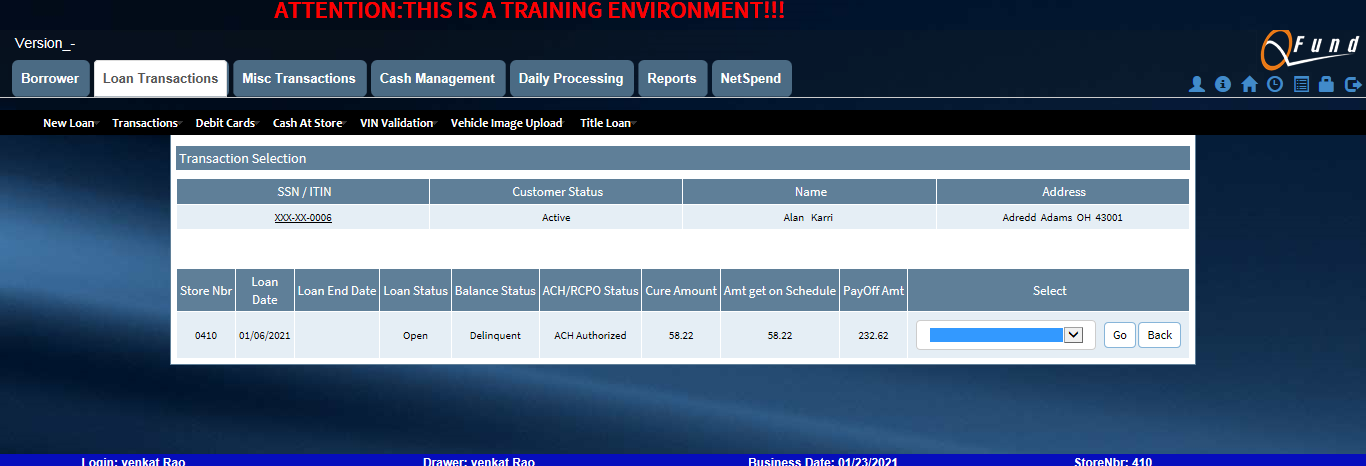 ATTENTION:THIS IS A TRAINING ENVIRONMENT!!!
Version_-
QFund
Borrower Loan Transactions Misc Transactions Cash Management Daily Processing Reports NetSpend
New Loan Transactions Debit Cards Cash At Store VIN Validation Vehicle Image Upload Title Loan
Transaction Selection
SSN / ITIN Customer Status Name Address
XXX-XX-0006 Active Alan Karri Adredd Adams OH 43001
Store Nbr Loan Date Loan End Date Loan Status Balance Status ACH/RCPO Status Cure Amount Amt get on Schedule PayOff Amt Select
0410 01/06/2021 Open Delinquent ACH Authorized 58.22 58.22 232.62 Go Back
Login: venkat Rao Drawer: venkat Rao Business Date: 01/23/2021 StoreNbr: 410